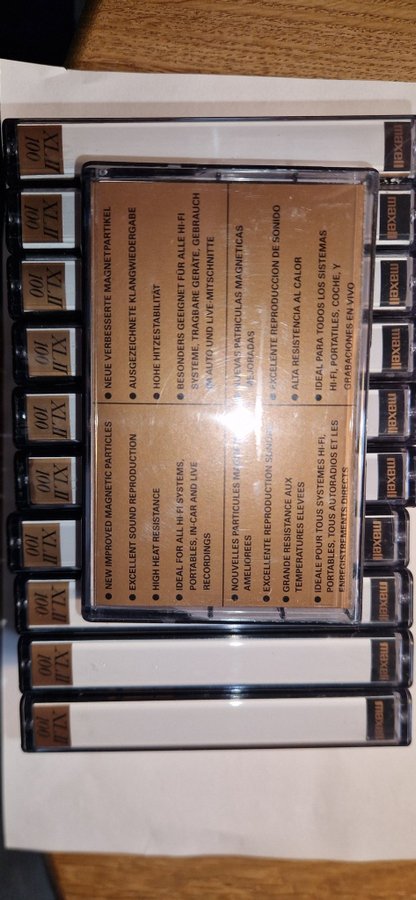 XLII 100
XLII 100
XLII 100
XLII 100
XLII 100
XLII 100
XLII 100
XLII 100
XLII 100
XLII 100
● NEW IMPROVED MAGNETIC PARTICLES
● EXCELLENT SOUND REPRODUCTION
● HIGH HEAT RESISTANCE
● IDEAL FOR ALL HI-FI SYSTEMS,
PORTABLES, IN-CAR AND LIVE
RECORDINGS
● NEUE VERBESSERTE MAGNETPARTIKEL
● AUSGEZEICHNETE KLANGWIEDERGABE
● HOHE HITZESTABILITÄT
● BESONDERS GEEIGNET FÜR ALLE HI-FI
SYSTEME, TRAGBARE GERÄTE, GEBRAUCH
IM AUTO UND LIVE-MITSCHNITTE
● NOUVELLES PARTICULES
AMELIOREES
● EXCELLENTE REPRODUCTION
● GRANDE RESISTANCE AUX
TEMPERATURES ELEVEES
● IDEALE POUR TOUS SYSTEMES HI-FI,
PORTABLES, TOUS AUTORADIOS ET LES
ENREGISTREMENTS DIRECTS
NUEVAS PATRICULAS MAGNETICAS
MEJORADAS
● EXCELENTE REPRODUCCION DE SONIDO
● ALTA RESISTENCIA AL CALOR
● IDEAL PARA TODOS LOS SISTEMAS
HI-FI, PORTATILES, COCHE, Y
GRABACIONES EN VIVO
maxell
maxell
maxell
maxell
maxell
maxell
maxell
maxell
maxell
maxell